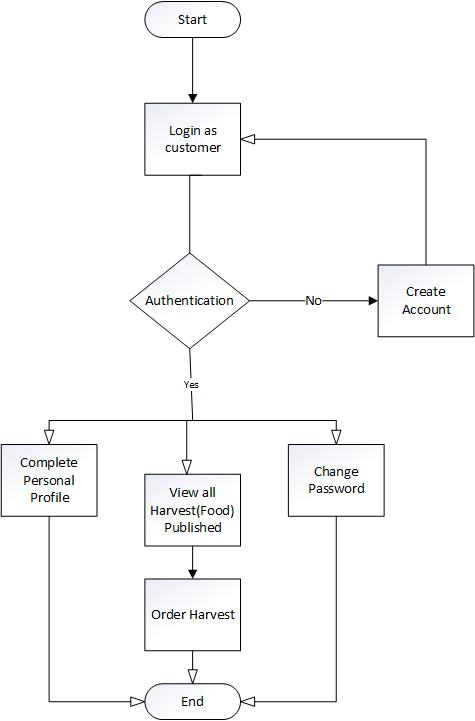 Start
Login as
customer
Authentication
No
Create
Account
Yes
Complete
Personal
Profile
View all
Harvest(Food)
Published
Change
Password
Order Harvest
End